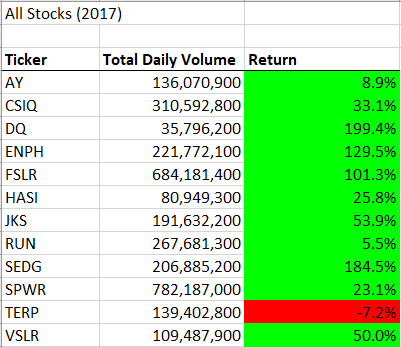 All Stocks (2017)
Ticker Total Daily Volume Return
AY 136,070,900 8.9%
CSIQ 310,592,800 33.1%
DQ 35,796,200 199.4%
ENPH 221,772,100 129.5%
FSLR 684,181,400 101.3%
HASI 80,949,300 25.8%
JKS 191,632,200 53.9%
RUN 267,681,300 5.5%
SEDG 206,885,200 184.5%
SPWR 782,187,000 23.1%
TERP 139,402,800 -7.2%
VSLR 109,487,900 50.0%